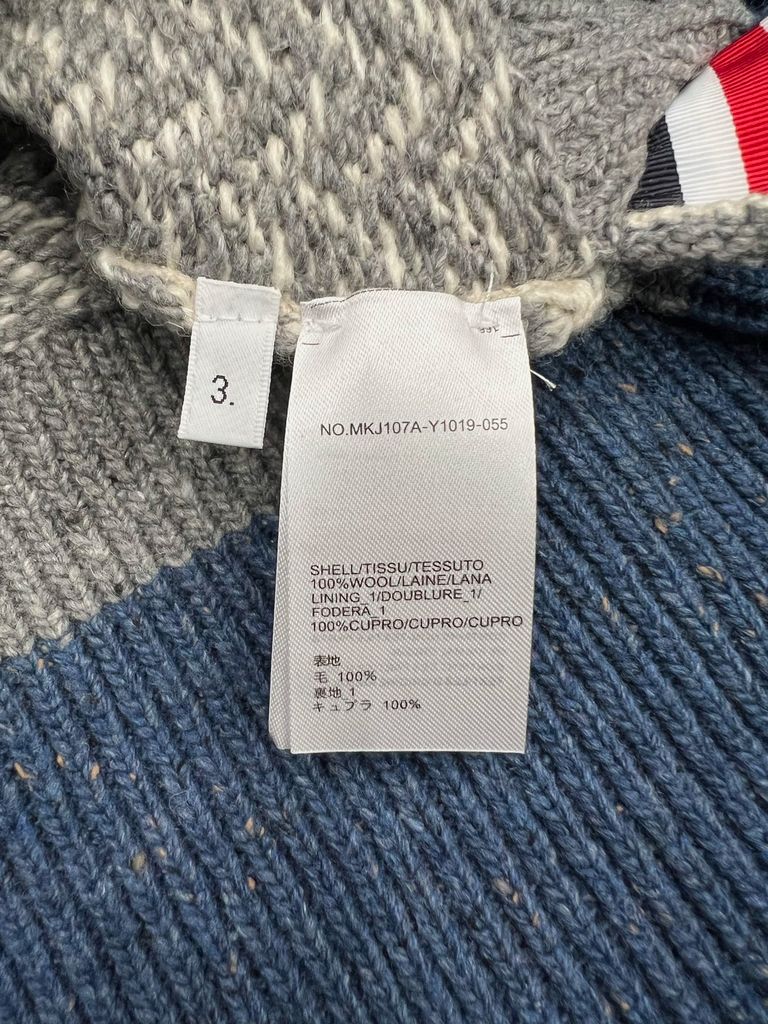 3.
NO.MKJ107A-Y1019-055
SHELL/TISSU/TESSUTO
100%WOOL/LAINE/LANA
LINING_1/DOUBLURE_1/
FODERA_1
100%CUPRO/CUPRO/CUPRO
表地
毛 100%
裏地_1
キュプラ 100%